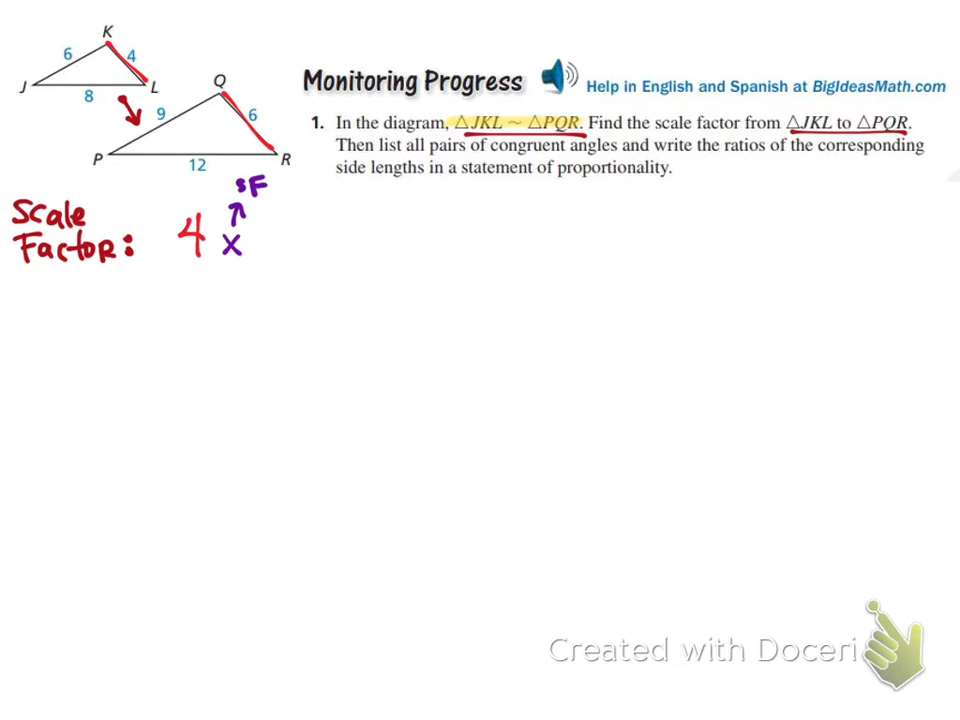 K
6
4
J
L
8
Q
9
6
P
R
12
Monitoring Progress
Help in English and Spanish at BigIdeasMath.com
1. In the diagram, △JKL ~ △PQR. Find the scale factor from △JKL to △PQR.
Then list all pairs of congruent angles and write the ratios of the corresponding
side lengths in a statement of proportionality.
SF
Scale
Factor: 4 x
Created with Doceri